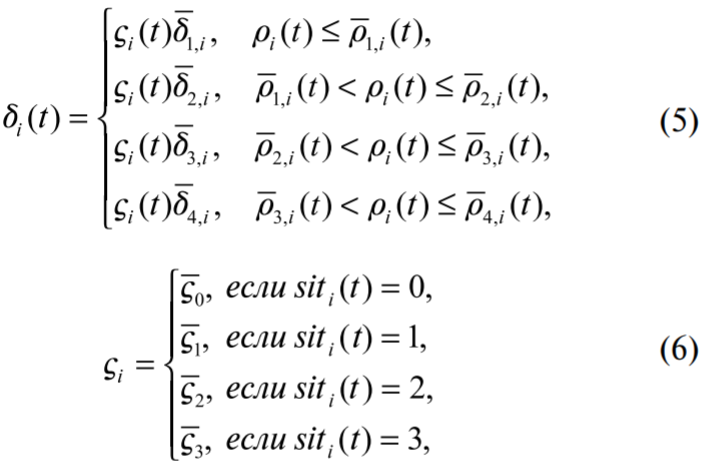 δ_i(t) = { ς_i(t)δ̅_{1,i}, ρ_i(t) ≤ ρ̅_{1,i}(t),
ς_i(t)δ̅_{2,i}, ρ̅_{1,i}(t) < ρ_i(t) ≤ ρ̅_{2,i}(t),
ς_i(t)δ̅_{3,i}, ρ̅_{2,i}(t) < ρ_i(t) ≤ ρ̅_{3,i}(t),
ς_i(t)δ̅_{4,i}, ρ̅_{3,i}(t) < ρ_i(t) ≤ ρ̅_{4,i}(t), (5)
ς_i = { ς̅_0, если sit_i(t) = 0,
ς̅_1, если sit_i(t) = 1,
ς̅_2, если sit_i(t) = 2,
ς̅_3, если sit_i(t) = 3, (6)